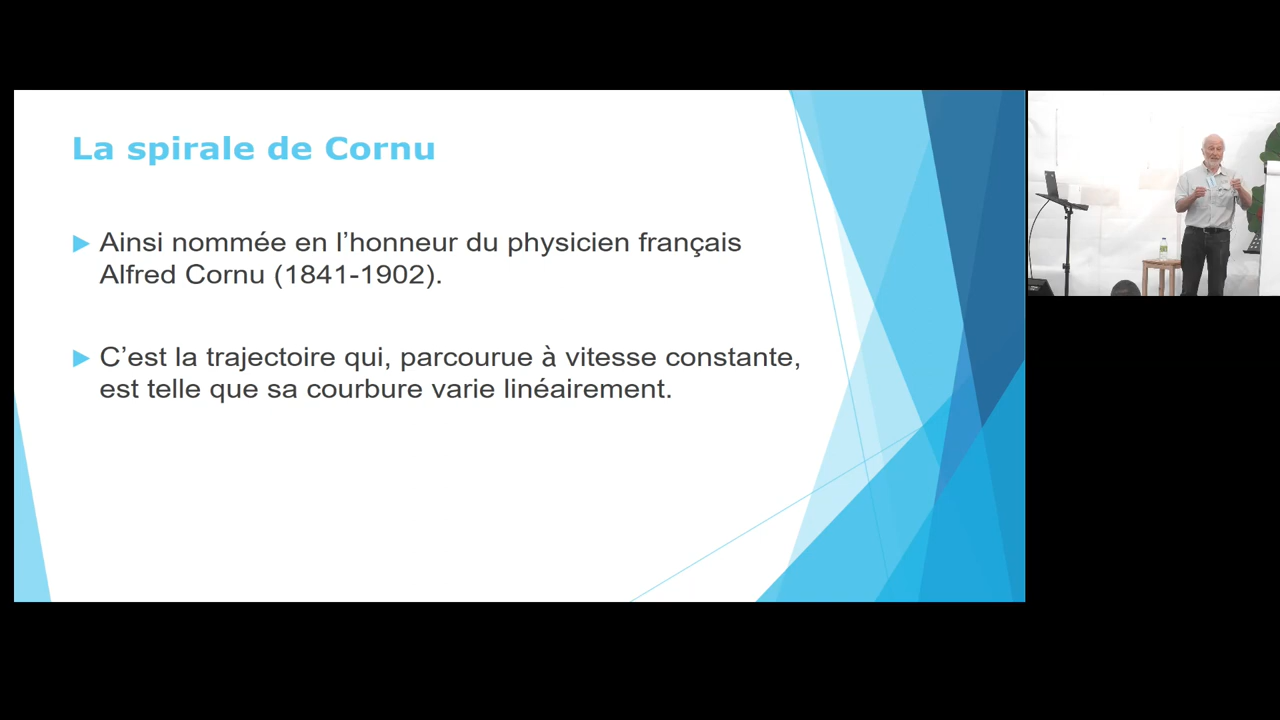 La spirale de Cornu
Ainsi nommée en l’honneur du physicien français
Alfred Cornu (1841-1902).
C’est la trajectoire qui, parcourue à vitesse constante,
est telle que sa courbure varie linéairement.